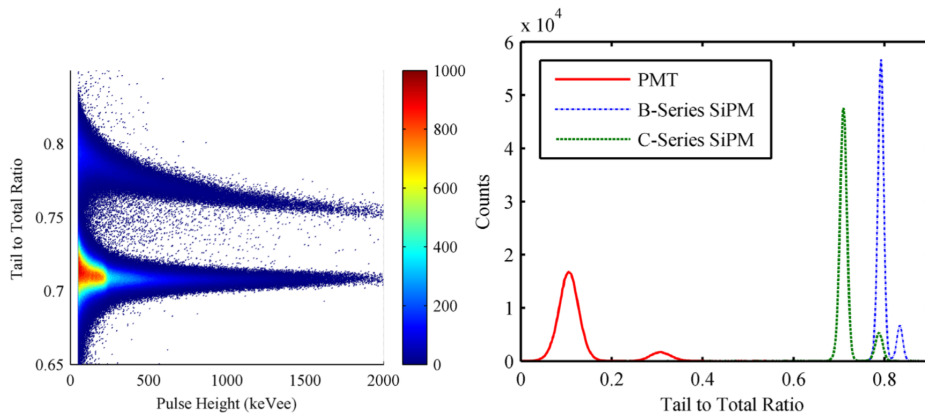 1000
800
600
400
200
0
0.8
0.75
0.7
0.65
Tail to Total Ratio
0 500 1000 1500 2000
Pulse Height (keVee)
x 10⁴
6
5
4
3
2
1
0
Counts
PMT
B-Series SiPM
C-Series SiPM
0 0.2 0.4 0.6 0.8
Tail to Total Ratio